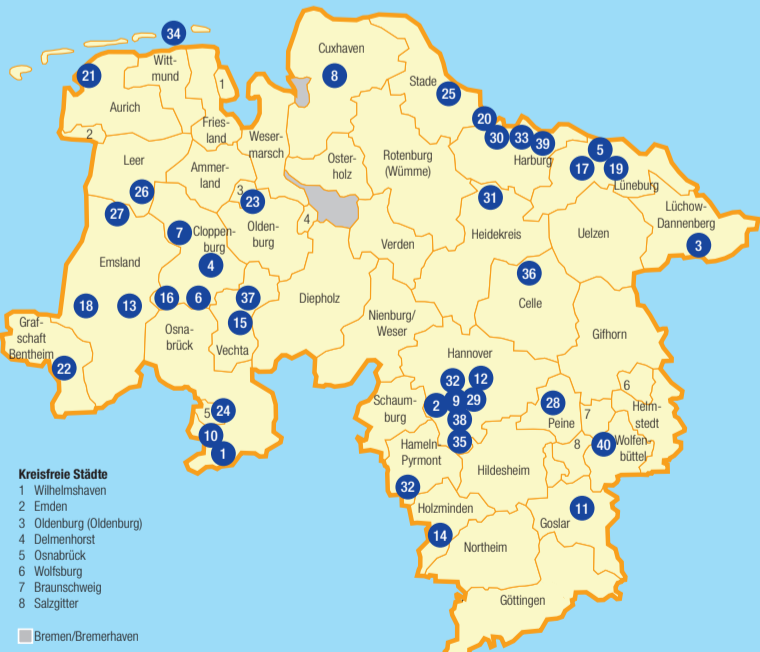 34
Cuxhaven
Witt-
mund
21
8
Stade
1
25
Aurich
20
Fries-
land
2
30
33
39
5
Weser-
marsch
Harburg
Leer
Oster-
holz
Rotenburg
(Wümme)
17
19
Ammer-
land
Lüneburg
26
3
23
31
Lüchow-
Dannenberg
27
4
7
Cloppen-
burg
Olden-
burg
Heidekreis
Uelzen
Verden
3
Emsland
4
36
18
13
16
6
37
Diepholz
Celle
Graf-
schaft
Bentheim
15
Nienburg/
Weser
Osna-
brück
Gifhorn
Vechta
Hannover
22
32
12
6
Schaum-
burg
2
9
29
28
Helm-
stedt
5
24
7
38
Peine
10
35
8
40
Wolfen-
büttel
Hameln-
Pyrmont
1
Hildesheim
32
Holzminden
11
Goslar
14
Northeim
Göttingen
Kreisfreie Städte
1 Wilhelmshaven
2 Emden
3 Oldenburg (Oldenburg)
4 Delmenhorst
5 Osnabrück
6 Wolfsburg
7 Braunschweig
8 Salzgitter
Bremen/Bremerhaven